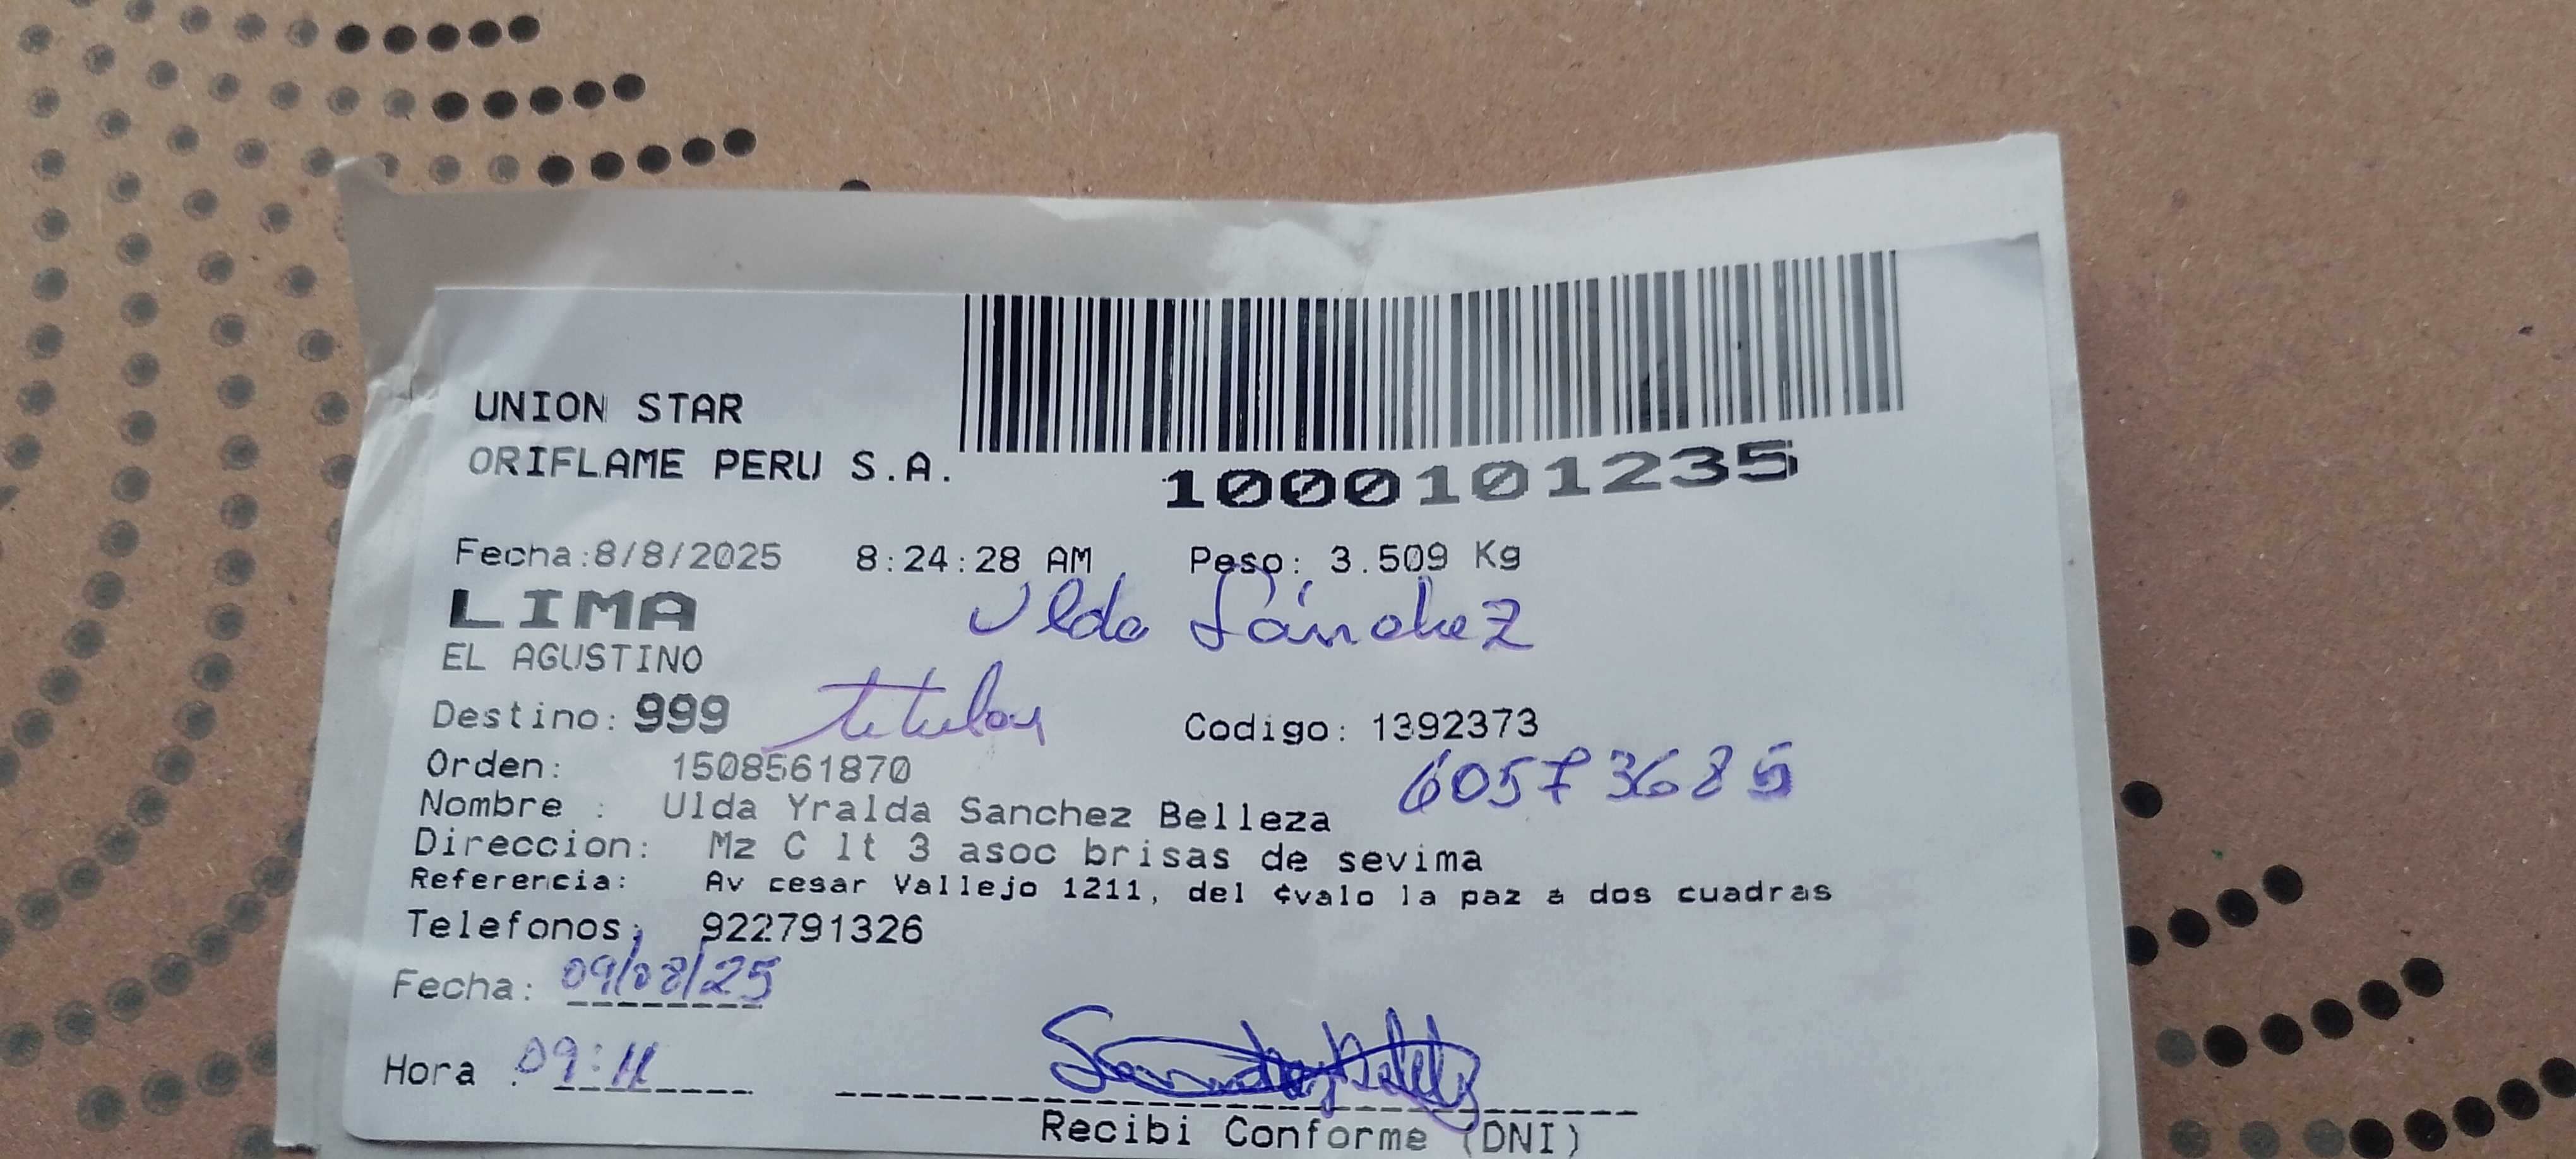 UNION STAR
ORIFLAME PERU S.A.
1000101235
Fecha:8/8/2025 8:24:28 AM Peso: 3.509 Kg
LIMA
Ulda Sánchez
EL AGUSTINO
Destino: 999 titular Codigo: 1392373
Orden: 1508561870
60573685
Nombre : Ulda Yralda Sanchez Belleza
Direccion: Mz C lt 3 asoc brisas de sevima
Referencia: Av cesar Vallejo 1211, del ¢valo la paz a dos cuadras
Telefonos: 922791326
Fecha: 09/08/25
Hora : 09:11
Recibi Conforme (DNI)